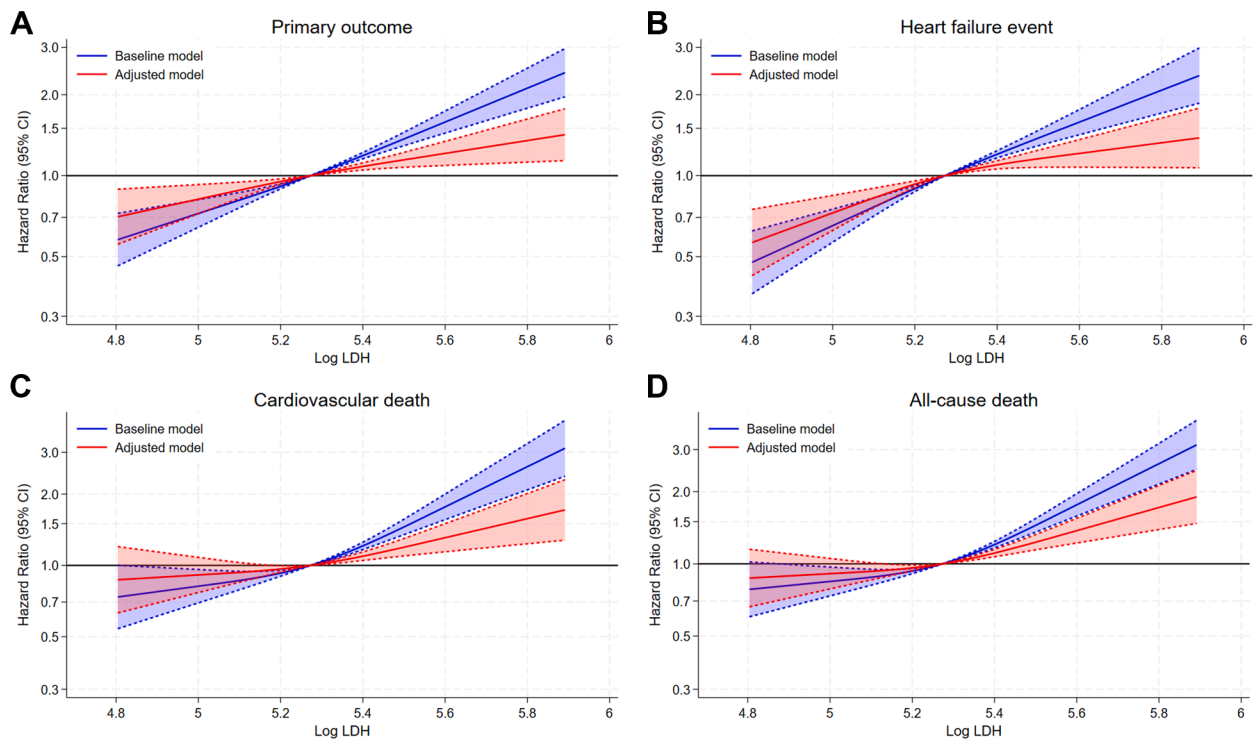 A
Primary outcome
Baseline model
Adjusted model
Hazard Ratio (95% CI)
3.0
2.0
1.5
1.0
0.7
0.5
0.3
4.8 5 5.2 5.4 5.6 5.8 6
Log LDH
B
Heart failure event
Baseline model
Adjusted model
Hazard Ratio (95% CI)
3.0
2.0
1.5
1.0
0.7
0.5
0.3
4.8 5 5.2 5.4 5.6 5.8 6
Log LDH
C
Cardiovascular death
Baseline model
Adjusted model
Hazard Ratio (95% CI)
3.0
2.0
1.5
1.0
0.7
0.5
0.3
4.8 5 5.2 5.4 5.6 5.8 6
Log LDH
D
All-cause death
Baseline model
Adjusted model
Hazard Ratio (95% CI)
3.0
2.0
1.5
1.0
0.7
0.5
0.3
4.8 5 5.2 5.4 5.6 5.8 6
Log LDH